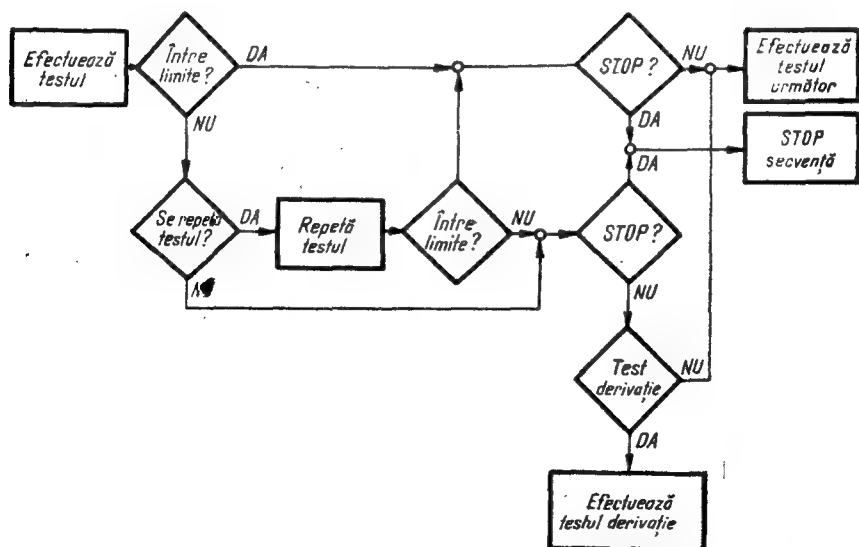 Efectuează
testul
Între
limite?
DA
NU
STOP?
NU
DA
Efectuează
testul
următor
STOP
secvență
Se repetă
testul?
DA
Repetă
testul
Între
limite?
NU
DA
STOP?
NU
Test
derivație
NU
DA
Efectuează
testul derivație